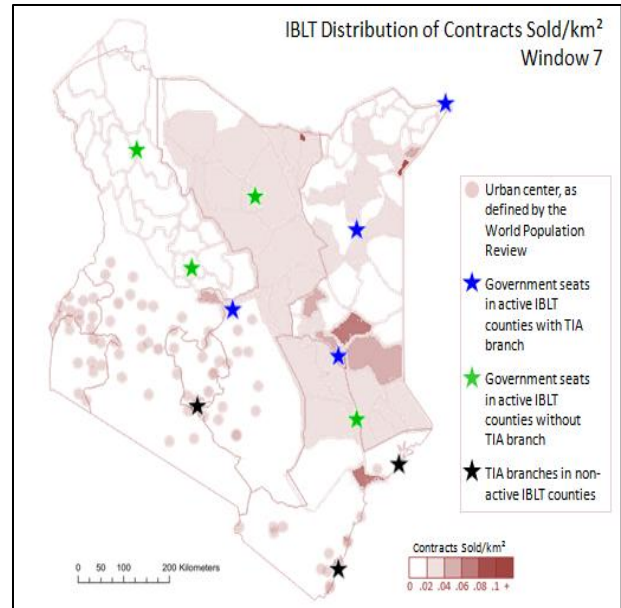 IBLT Distribution of Contracts Sold/km²
Window 7
Urban center, as
defined by the
World Population
Review
Government seats
in active IBLT
counties with TIA
branch
Government seats
in active IBLT
counties without
TIA branch
TIA branches in non-
active IBLT counties
Contracts Sold/km²
0 .02 .04 .06 .08 .1 +
0 50 100 200 Kilometers